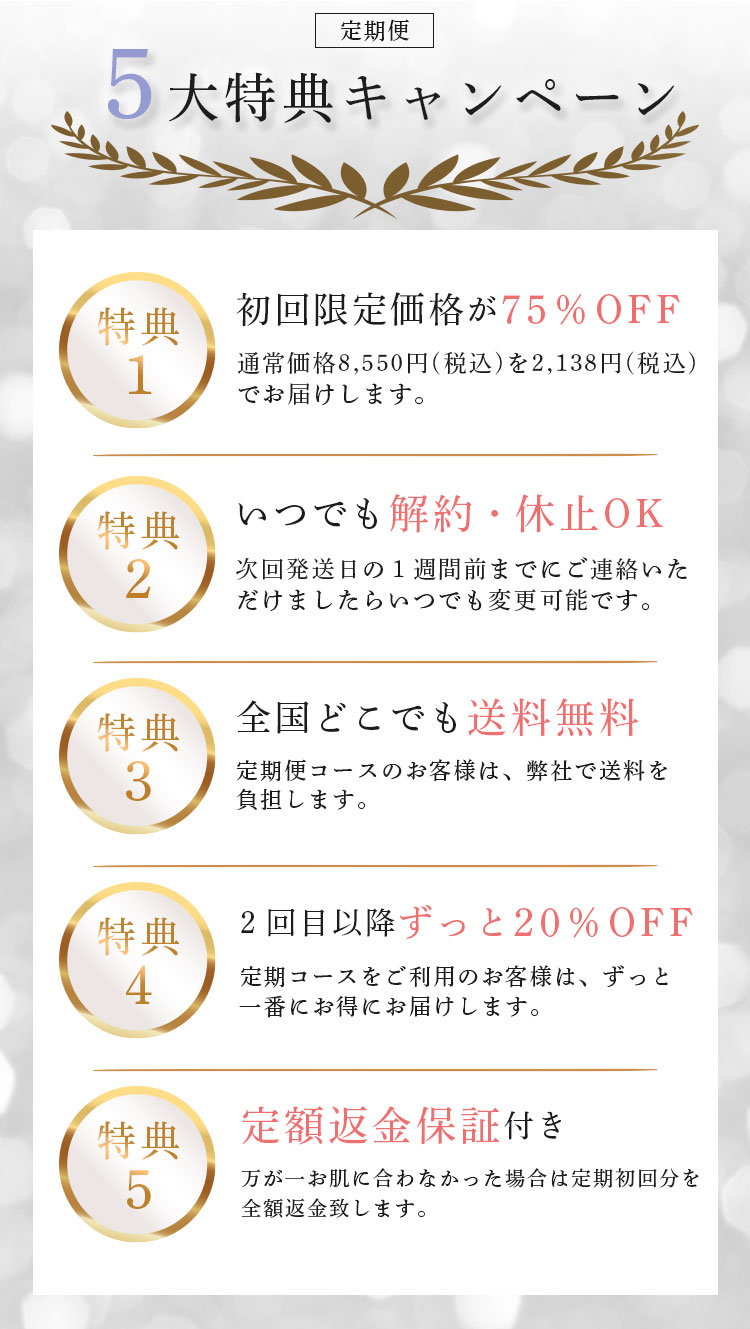 定期便
5大特典キャンペーン
特典
1
初回限定価格が75％OFF
通常価格8,550円(税込)を2,138円(税込)
でお届けします。
特典
2
いつでも解約・休止OK
次回発送日の１週間前までにご連絡いた
だけましたらいつでも変更可能です。
特典
3
全国どこでも送料無料
定期便コースのお客様は、弊社で送料を
負担します。
特典
4
２回目以降ずっと20％OFF
定期コースをご利用のお客様は、ずっと
一番にお得にお届けします。
特典
5
定額返金保証付き
万が一お肌に合わなかった場合は定期初回分を
全額返金致します。